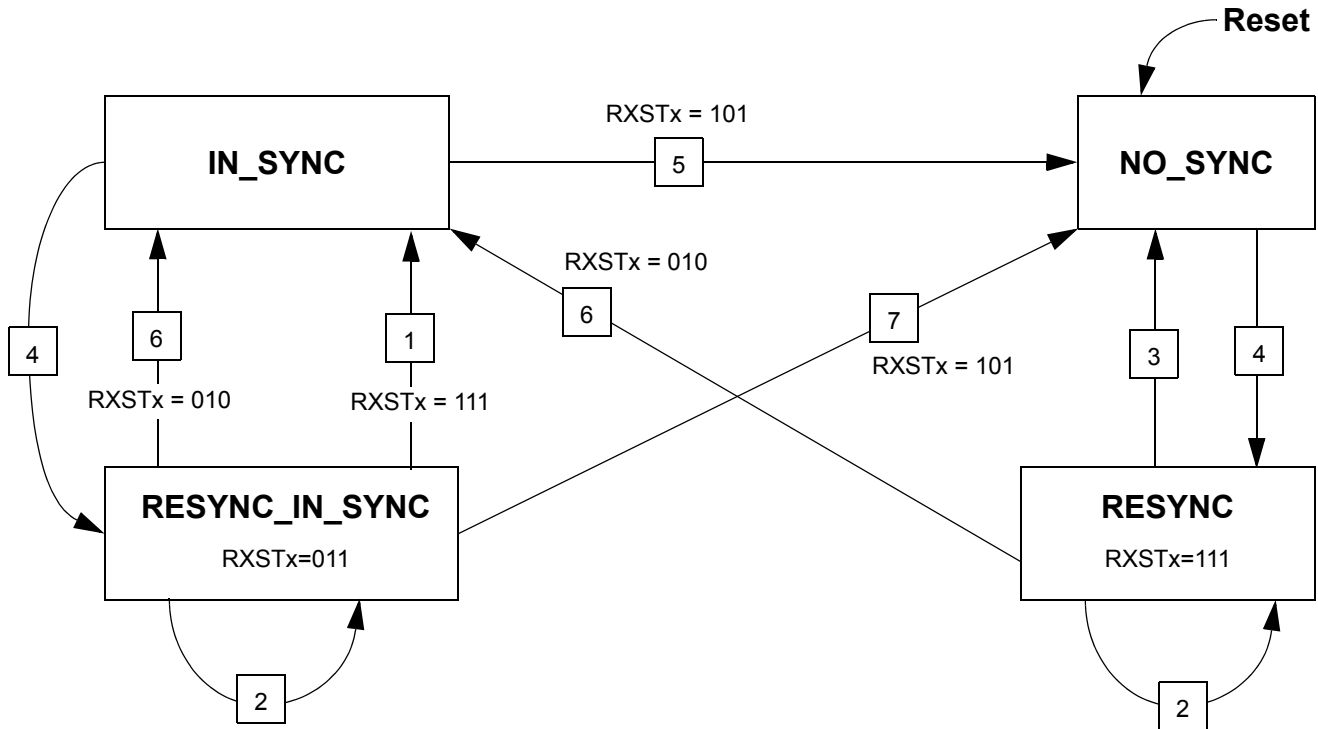 Reset
RXSTx = 101
5
IN_SYNC
NO_SYNC
RXSTx = 010
6
7
RXSTx = 101
4
6
RXSTx = 010
1
RXSTx = 111
3
4
RESYNC_IN_SYNC
RXSTx=011
RESYNC
RXSTx=111
2
2